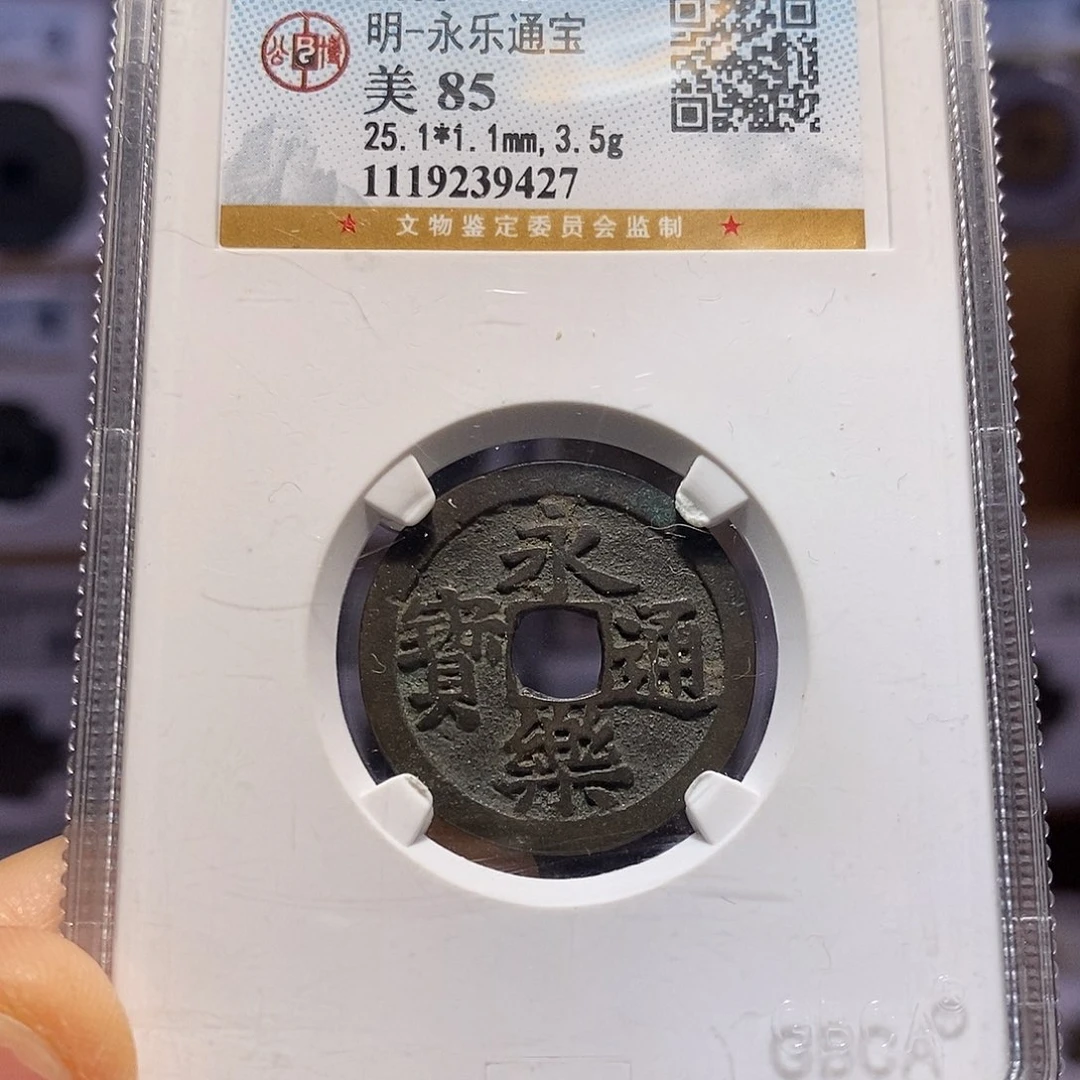 明-永乐通宝
美 85
25.1*1.1mm,3.5g
1119239427
文物鉴定委员会监制
永
寶 通
樂
GBCA